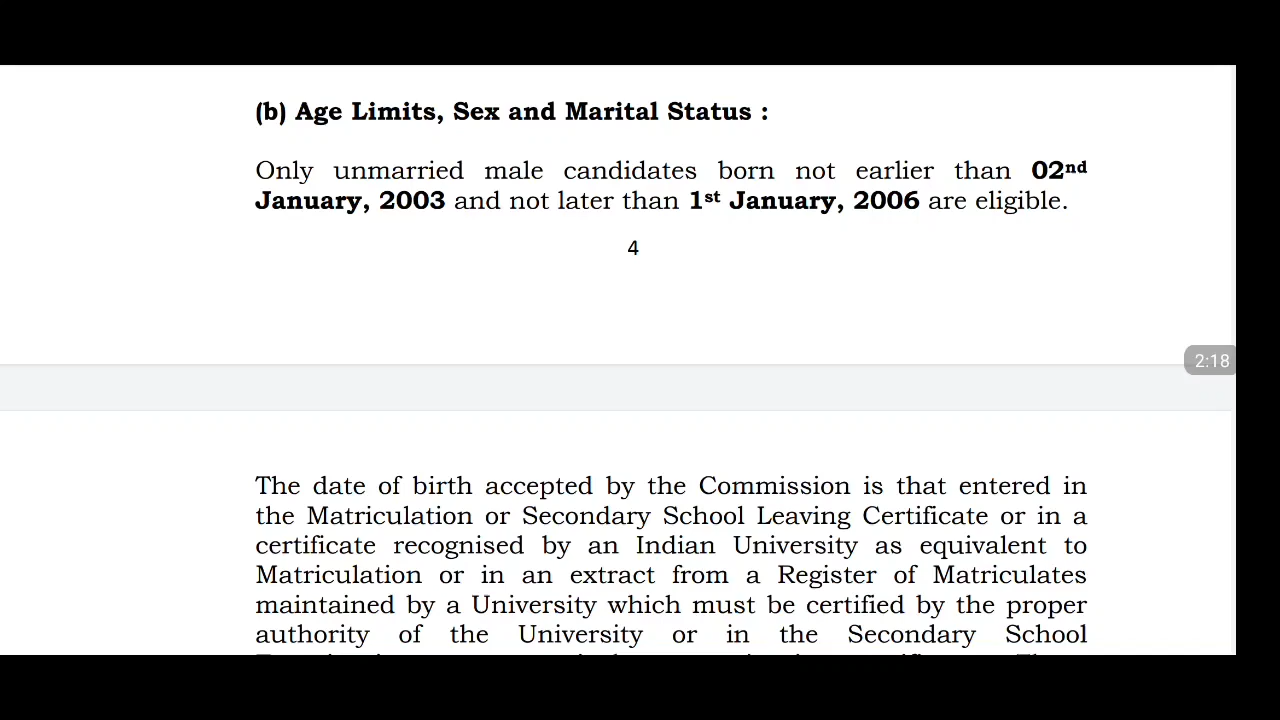 (b) Age Limits, Sex and Marital Status :
Only unmarried male candidates born not earlier than 02nd
January, 2003 and not later than 1st January, 2006 are eligible.
4
2:18
The date of birth accepted by the Commission is that entered in
the Matriculation or Secondary School Leaving Certificate or in a
certificate recognised by an Indian University as equivalent to
Matriculation or in an extract from a Register of Matriculates
maintained by a University which must be certified by the proper
authority of the University or in the Secondary School